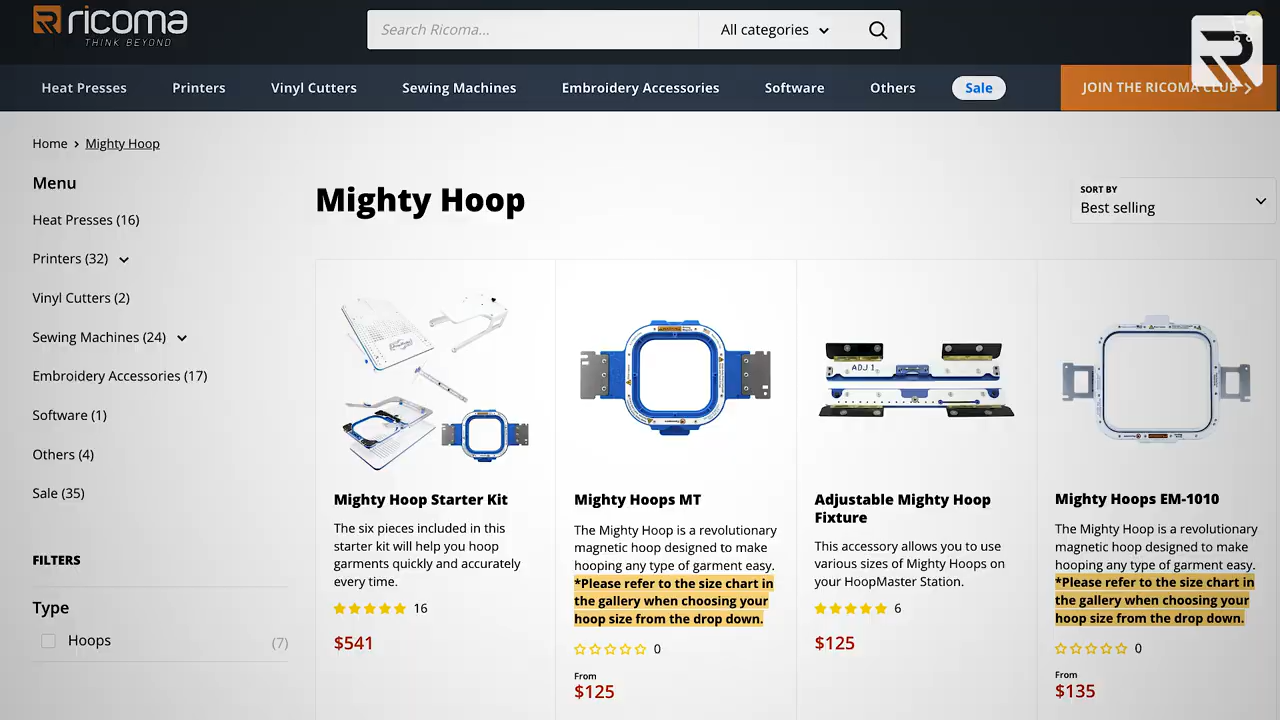 ricoma
THINK BEYOND
Search Ricoma...
All categories
Heat Presses
Printers
Vinyl Cutters
Sewing Machines
Embroidery Accessories
Software
Others
Sale
JOIN THE RICOMA CLUB
Home > Mighty Hoop
Menu
Heat Presses (16)
Printers (32)
Vinyl Cutters (2)
Sewing Machines (24)
Embroidery Accessories (17)
Software (1)
Others (4)
Sale (35)
FILTERS
Type
Hoops (7)
Mighty Hoop
SORT BY
Best selling
Mighty Hoop Starter Kit
The six pieces included in this
starter kit will help you hoop
garments quickly and accurately
every time.
16
$541
Mighty Hoops MT
The Mighty Hoop is a revolutionary
magnetic hoop designed to make
hooping any type of garment easy.
*Please refer to the size chart in
the gallery when choosing your
hoop size from the drop down.
0
From
$125
ADJ 1
Adjustable Mighty Hoop
Fixture
This accessory allows you to use
various sizes of Mighty Hoops on
your HoopMaster Station.
6
$125
Mighty Hoops EM-1010
The Mighty Hoop is a revolutionary
magnetic hoop designed to make
hooping any type of garment easy.
*Please refer to the size chart in
the gallery when choosing your
hoop size from the drop down.
0
From
$135